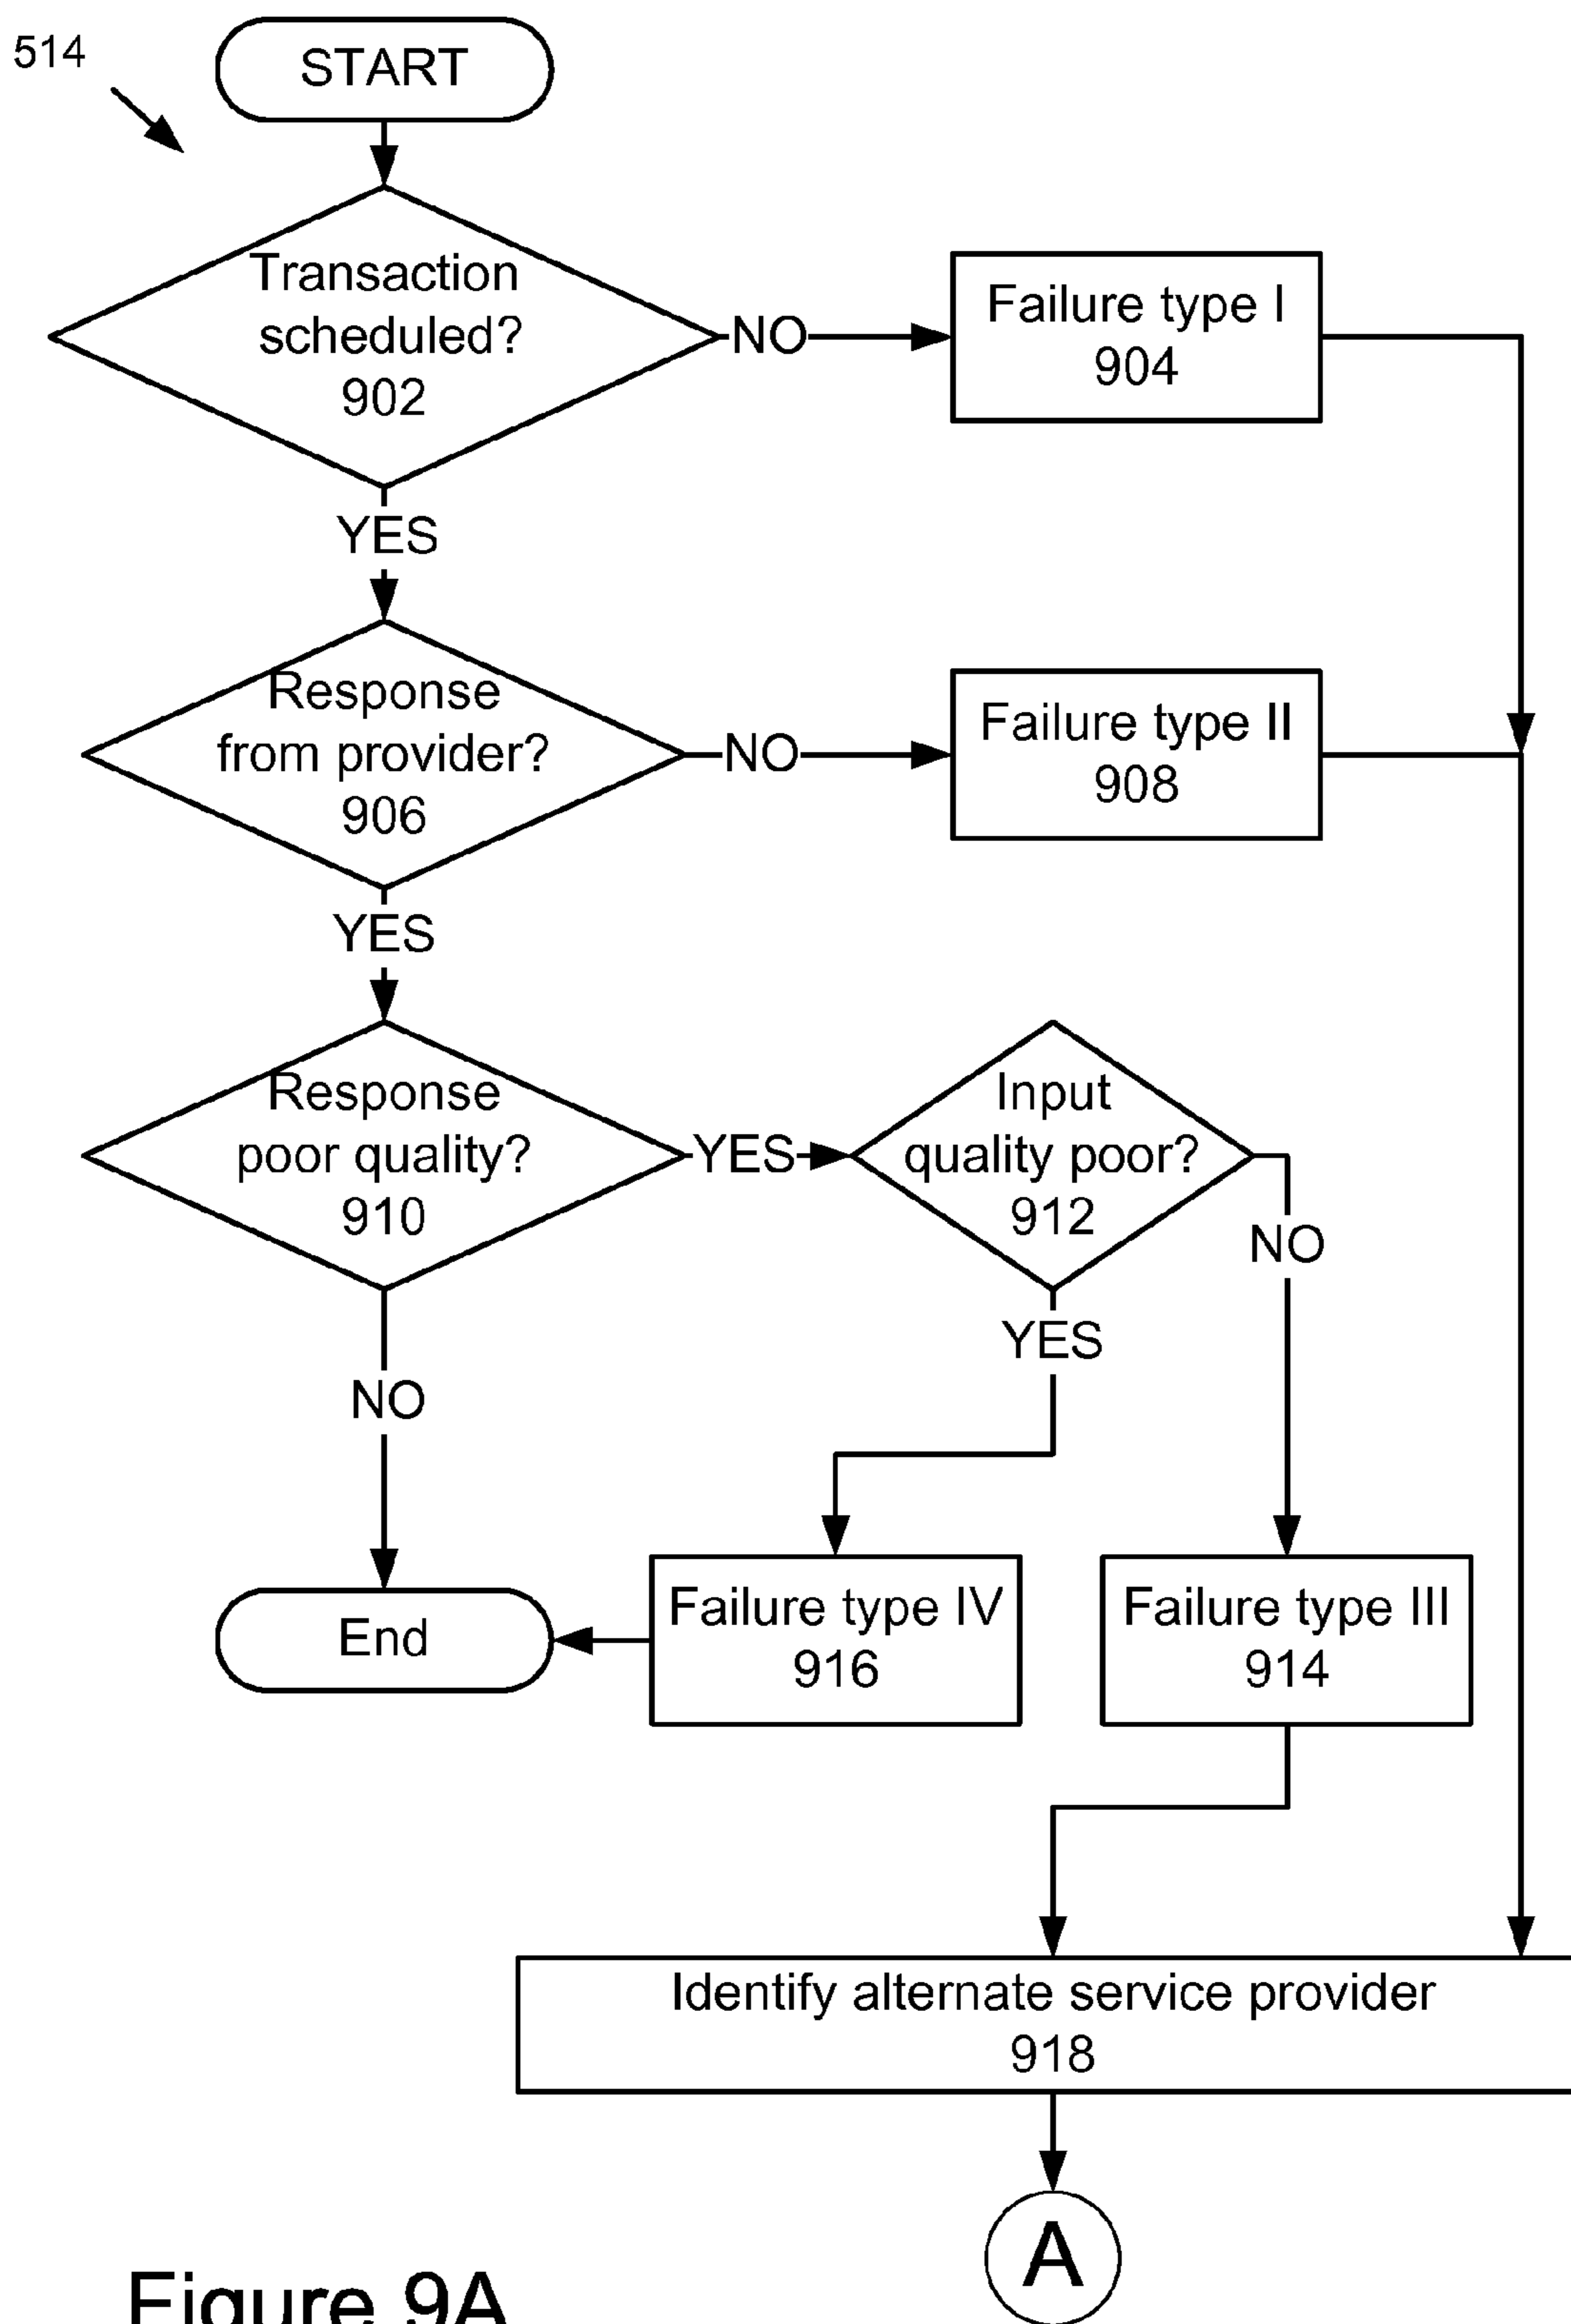 514
START
Transaction
scheduled?
902
NO
Failure type I
904
YES
Response
from provider?
906
NO
Failure type II
908
YES
Response
poor quality?
910
YES
Input
quality poor?
912
NO
YES
NO
End
Failure type IV
916
Failure type III
914
Identify alternate service provider
918
A
Figure 9A